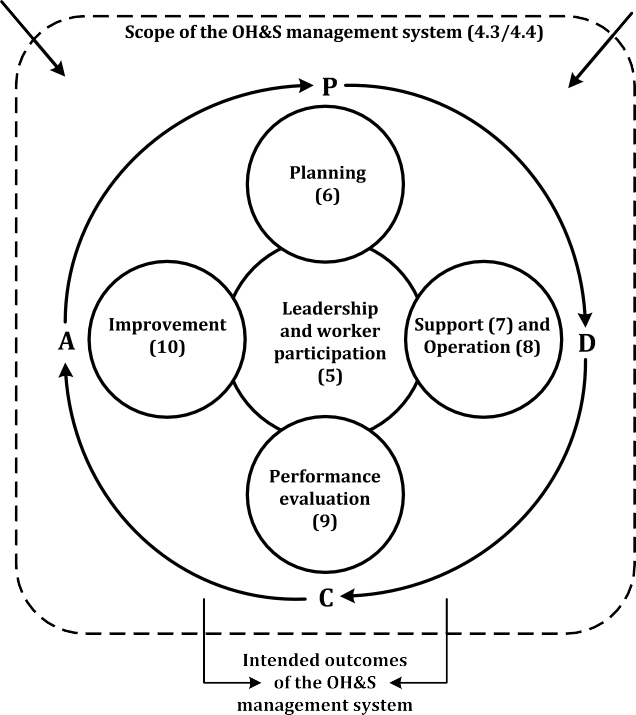 Scope of the OH&S management system (4.3/4.4)
P
Planning
(6)
A
Improvement
(10)
Leadership
and worker
participation
(5)
Support (7) and
Operation (8)
D
Performance
evaluation
(9)
C
Intended outcomes
of the OH&S
management system